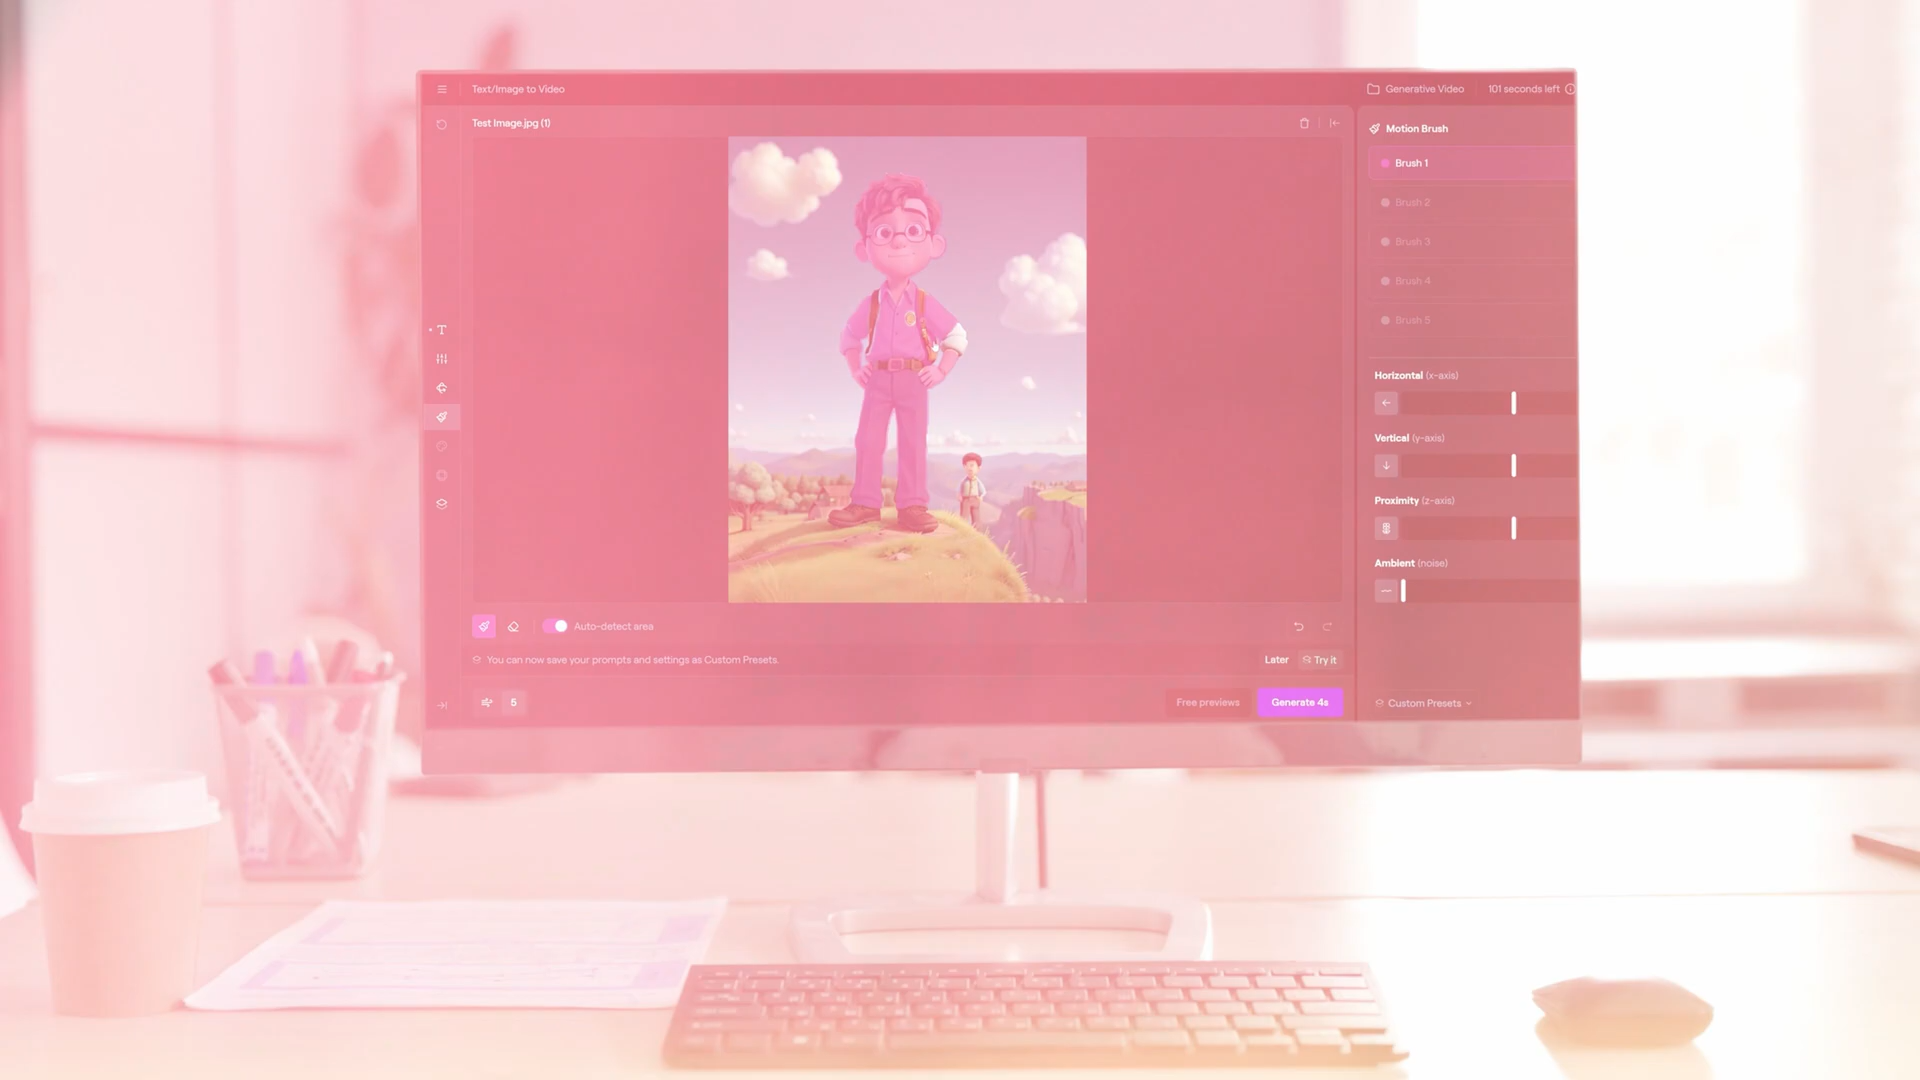 Text/Image to Video
Generative Video
101 seconds left
Test Image.jpg (1)
Motion Brush
Brush 1
Brush 2
Brush 3
Brush 4
Brush 5
Horizontal (x-axis)
Vertical (y-axis)
Proximity (z-axis)
Ambient (noise)
Auto-detect area
You can now save your prompts and settings as Custom Presets.
Later
Try it
5
Free previews
Generate 4s
Custom Presets